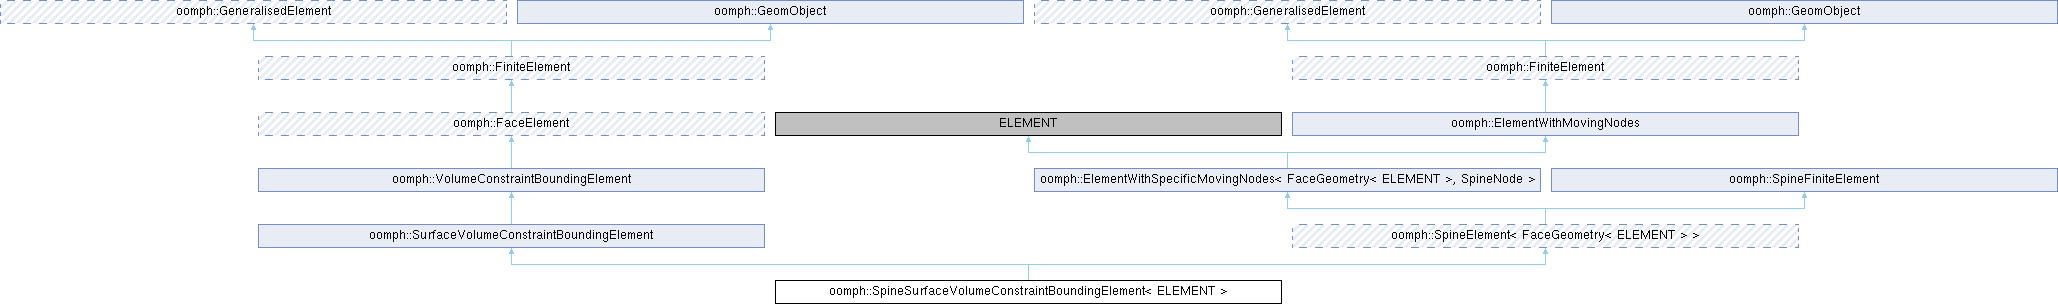 oomph::GeneralisedElement
oomph::GeomObject
oomph::GeneralisedElement
oomph::GeomObject
oomph::FiniteElement
oomph::FiniteElement
oomph::FaceElement
ELEMENT
oomph::ElementWithMovingNodes
oomph::VolumeConstraintBoundingElement
oomph::ElementWithSpecificMovingNodes< FaceGeometry< ELEMENT >, SpineNode >
oomph::SpineFiniteElement
oomph::SurfaceVolumeConstraintBoundingElement
oomph::SpineElement< FaceGeometry< ELEMENT > >
oomph::SpineSurfaceVolumeConstraintBoundingElement< ELEMENT >